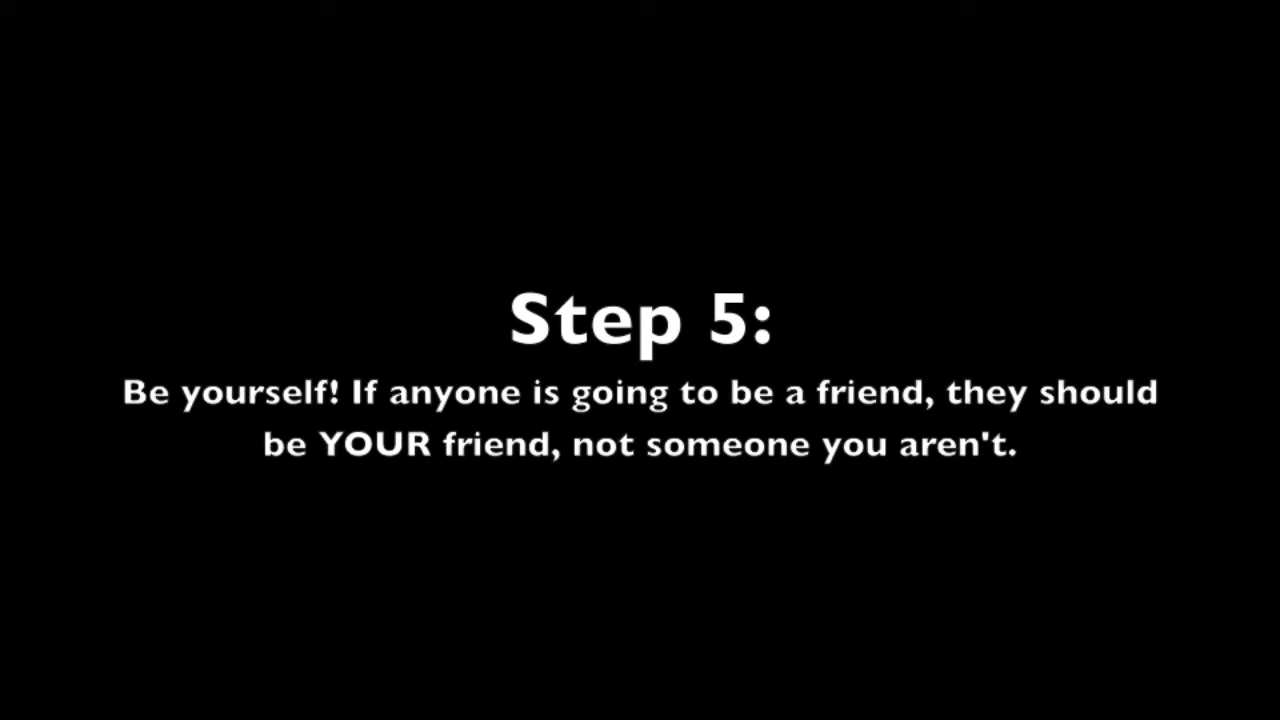 Step 5:
Be yourself! If anyone is going to be a friend, they should
be YOUR friend, not someone you aren't.